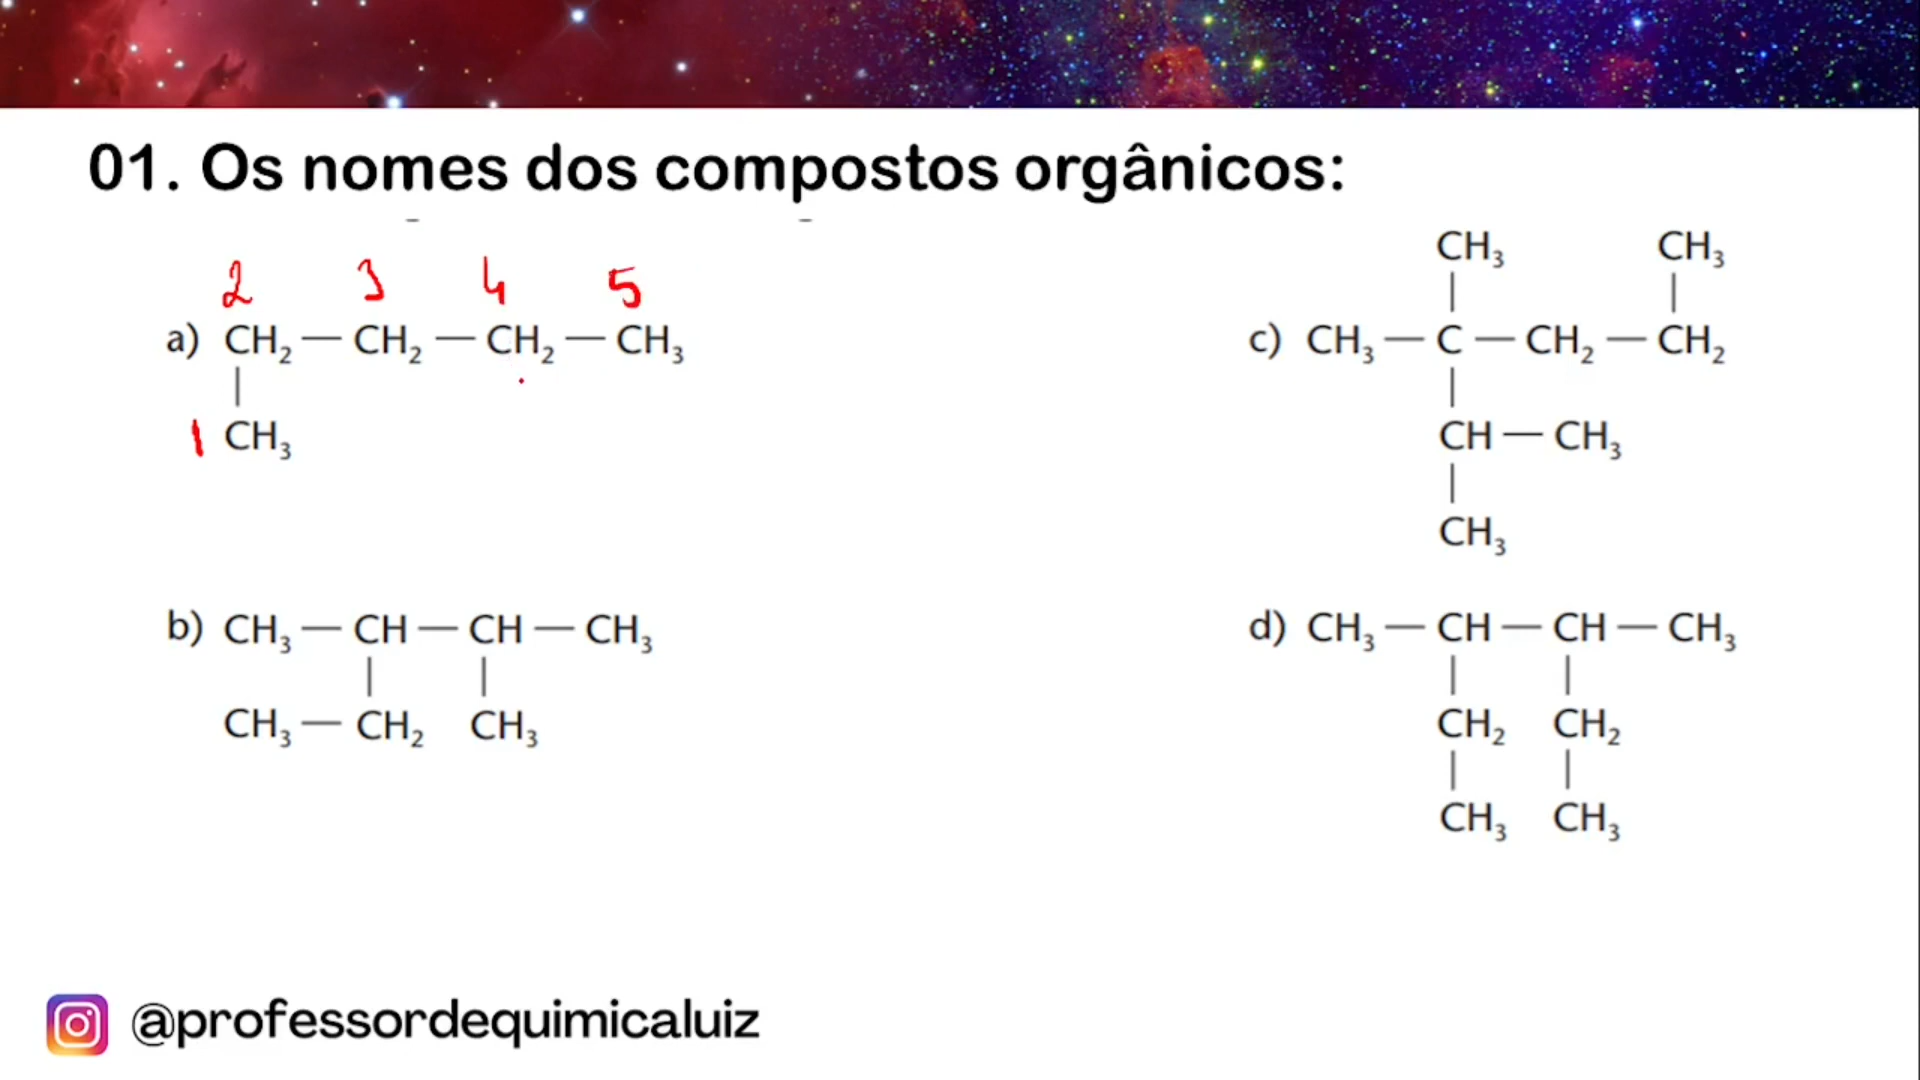 01. Os nomes dos compostos orgânicos:
2 3 4 5
a) CH₂ — CH₂ — CH₂ — CH₃
|
1 CH₃
b) CH₃ — CH — CH — CH₃
| |
CH₃ — CH₂ CH₃
CH₃ CH₃
| |
c) CH₃ — C — CH₂ — CH₂
|
CH — CH₃
|
CH₃
d) CH₃ — CH — CH — CH₃
| |
CH₂ CH₂
| |
CH₃ CH₃
@professordequimicaluiz